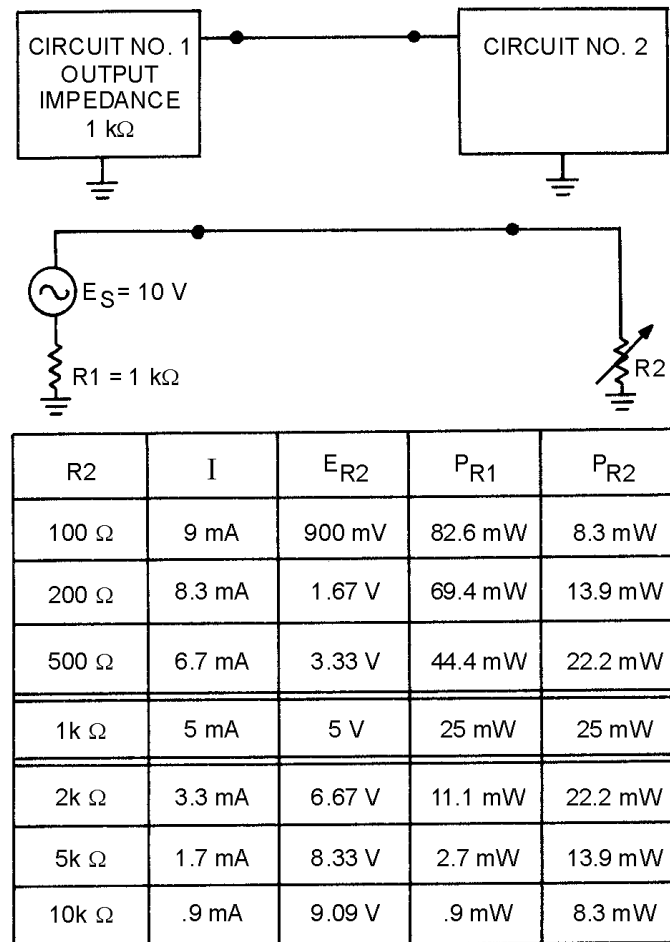 CIRCUIT NO. 1
OUTPUT
IMPEDANCE
1 kΩ
CIRCUIT NO. 2
ES = 10 V
R1 = 1 kΩ
R2
R2 I ER2 PR1 PR2
100 Ω 9 mA 900 mV 82.6 mW 8.3 mW
200 Ω 8.3 mA 1.67 V 69.4 mW 13.9 mW
500 Ω 6.7 mA 3.33 V 44.4 mW 22.2 mW
1k Ω 5 mA 5 V 25 mW 25 mW
2k Ω 3.3 mA 6.67 V 11.1 mW 22.2 mW
5k Ω 1.7 mA 8.33 V 2.7 mW 13.9 mW
10k Ω .9 mA 9.09 V .9 mW 8.3 mW